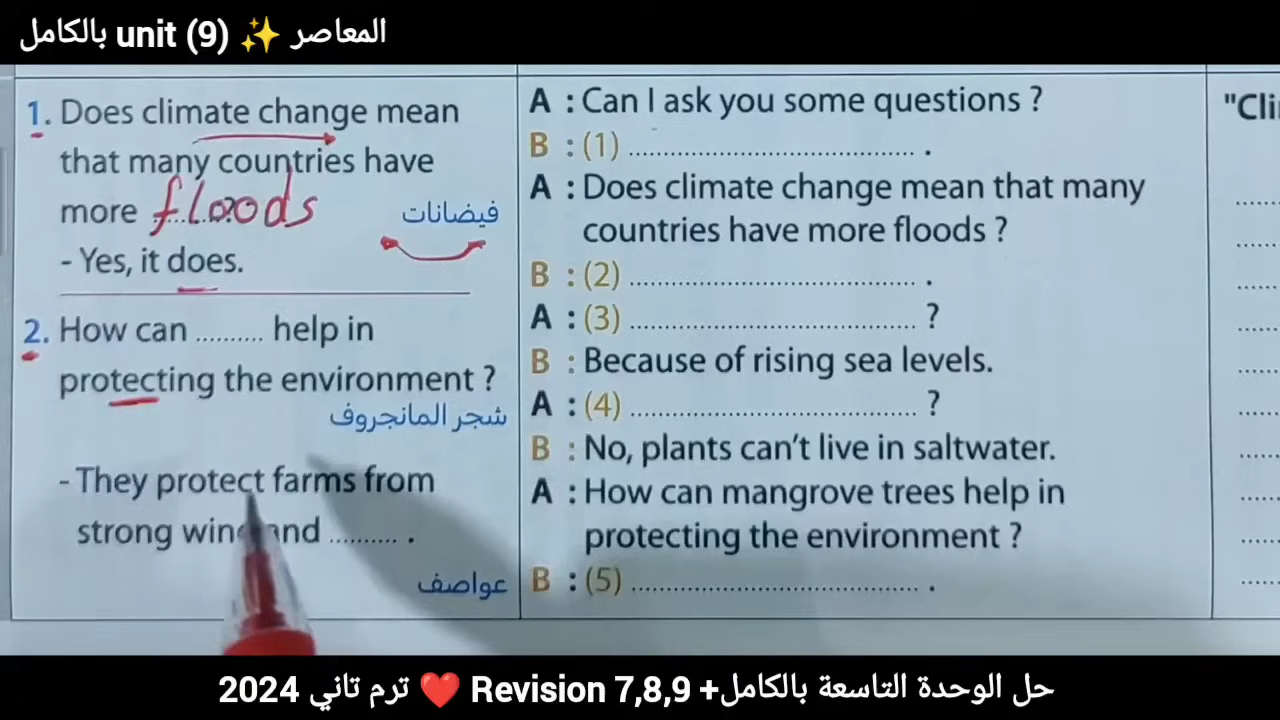 المعاصر ✨ unit (9) بالكامل
1. Does climate change mean
that many countries have
more floods ..........?
فيضانات
- Yes, it does.
2. How can .......... help in
protecting the environment ?
شجر المانجروف
- They protect farms from
strong wind and .......... .
عواصف
A : Can I ask you some questions ?
B : (1) ........................................ .
A : Does climate change mean that many
countries have more floods ?
B : (2) ........................................ .
A : (3) ........................................ ?
B : Because of rising sea levels.
A : (4) ........................................ ?
B : No, plants can't live in saltwater.
A : How can mangrove trees help in
protecting the environment ?
B : (5) ........................................ .
حل الوحدة التاسعة بالكامل+ Revision 7,8,9 ❤️ ترم تاني 2024